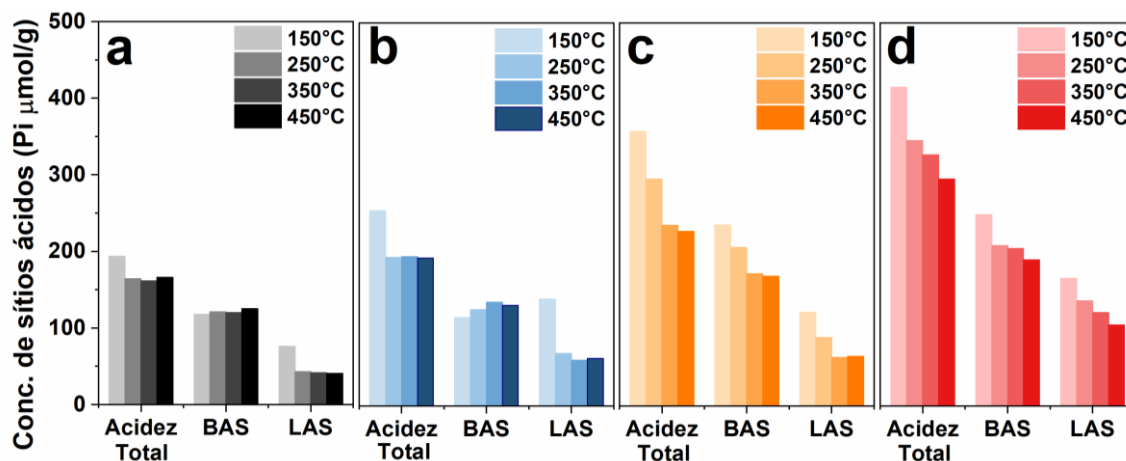 Conc. de sítios ácidos (Pi µmol/g)
500
400
300
200
100
0
a
150°C
250°C
350°C
450°C
Acidez
Total
BAS
LAS
b
150°C
250°C
350°C
450°C
Acidez
Total
BAS
LAS
c
150°C
250°C
350°C
450°C
Acidez
Total
BAS
LAS
d
150°C
250°C
350°C
450°C
Acidez
Total
BAS
LAS